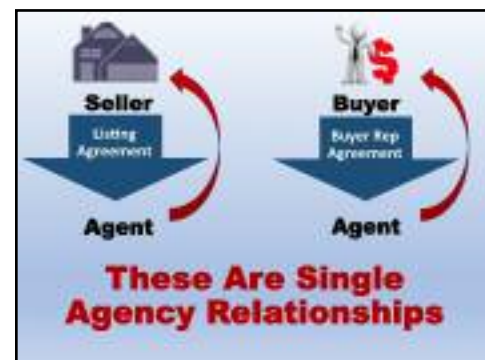 Seller
Listing
Agreement
Agent
Buyer
Buyer Rep
Agreement
Agent
These Are Single
Agency Relationships